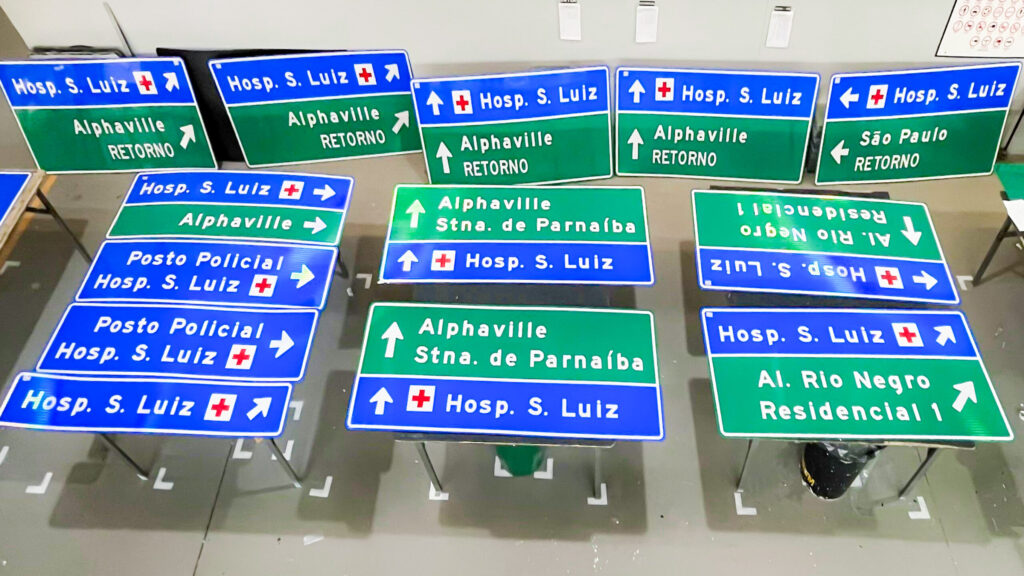 Hosp. S. Luiz
Alphaville
RETORNO
Hosp. S. Luiz
Alphaville
RETORNO
Hosp. S. Luiz
Alphaville
RETORNO
Hosp. S. Luiz
Alphaville
RETORNO
Hosp. S. Luiz
São Paulo
RETORNO
Hosp. S. Luiz
Alphaville
Posto Policial
Hosp. S. Luiz
Posto Policial
Hosp. S. Luiz
Hosp. S. Luiz
Alphaville
Stna. de Parnaíba
Hosp. S. Luiz
Alphaville
Stna. de Parnaíba
Hosp. S. Luiz
Al. Rio Negro
Residencial 1
Hosp. S. Luiz
Hosp. S. Luiz
Al. Rio Negro
Residencial 1